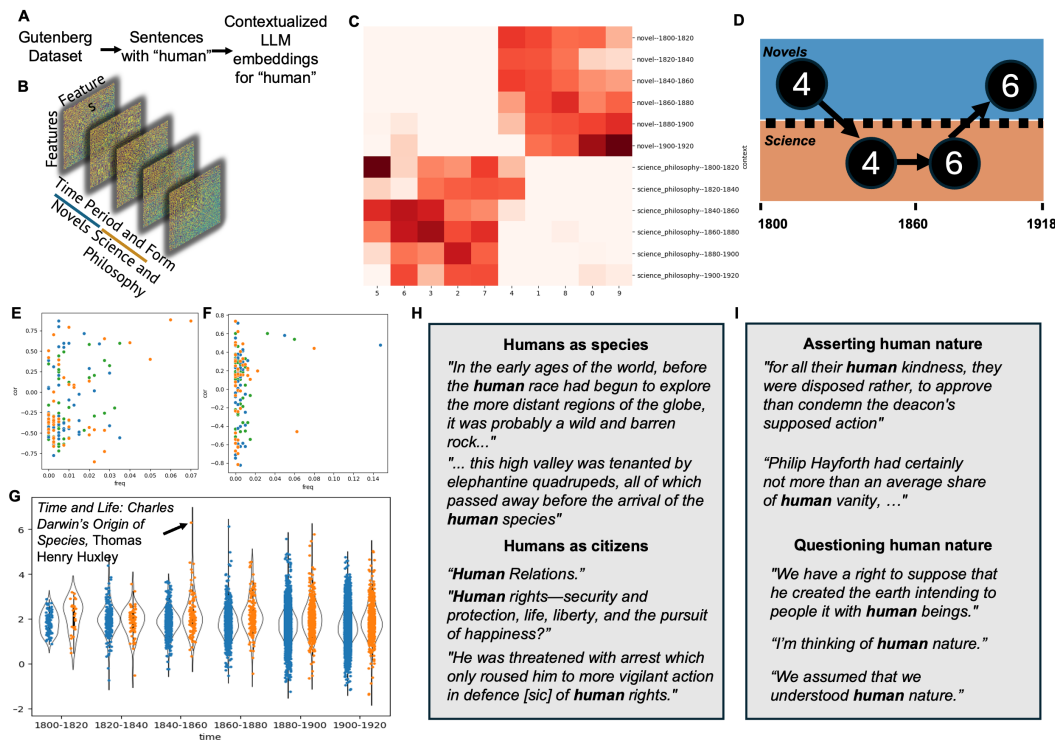 A
Gutenberg
Dataset
Sentences
with "human"
Contextualized
LLM
embeddings
for "human"
B
Feature
s
Features
Time Period and Form
Novels Science and
Philosophy
C
novel--1800-1820
novel--1820-1840
novel--1840-1860
novel--1860-1880
novel--1880-1900
novel--1900-1920
science_philosophy--1800-1820
science_philosophy--1820-1840
science_philosophy--1840-1860
science_philosophy--1860-1880
science_philosophy--1880-1900
science_philosophy--1900-1920
context
5 6 3 2 7 4 1 8 0 9
D
Novels
4
6
Science
4
6
1800 1860 1918
E
0.75
0.50
0.25
0.00
−0.25
−0.50
−0.75
cor
0.00 0.01 0.02 0.03 0.04 0.05 0.06 0.07
freq
F
0.8
0.6
0.4
0.2
0.0
−0.2
−0.4
−0.6
−0.8
cor
0.00 0.02 0.04 0.06 0.08 0.10 0.12 0.14
freq
G
Time and Life: Charles
Darwin's Origin of
Species, Thomas
Henry Huxley
6
4
2
0
−2
1800-1820 1820-1840 1840-1860 1860-1880 1880-1900 1900-1920
time
H
Humans as species
"In the early ages of the world, before
the human race had begun to explore
the more distant regions of the globe,
it was probably a wild and barren
rock..."
"... this high valley was tenanted by
elephantine quadrupeds, all of which
passed away before the arrival of the
human species"
Humans as citizens
"Human Relations."
"Human rights—security and
protection, life, liberty, and the pursuit
of happiness?"
"He was threatened with arrest which
only roused him to more vigilant action
in defence [sic] of human rights."
I
Asserting human nature
"for all their human kindness, they
were disposed rather, to approve
than condemn the deacon's
supposed action"
"Philip Hayforth had certainly
not more than an average share
of human vanity, …"
Questioning human nature
"We have a right to suppose that
he created the earth intending to
people it with human beings."
"I'm thinking of human nature."
"We assumed that we
understood human nature."